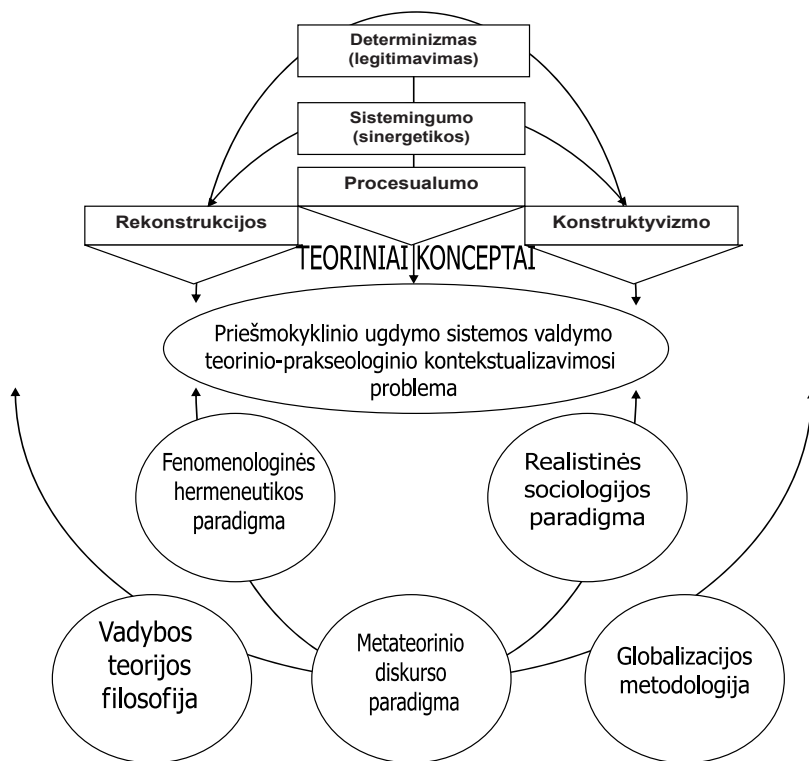 Determinizmas
(legitimavimas)
Sistemingumo
(sinergetikos)
Procesualumo
Rekonstrukcijos
Konstruktyvizmo
TEORINIAI KONCEPTAI
Priešmokyklinio ugdymo sistemos valdymo
teorinio-prakseologinio kontekstualizavimosi
problema
Fenomenologinės
hermeneutikos
paradigma
Realistinės
sociologijos
paradigma
Vadybos
teorijos
filosofija
Metateorinio
diskurso
paradigma
Globalizacijos
metodologija